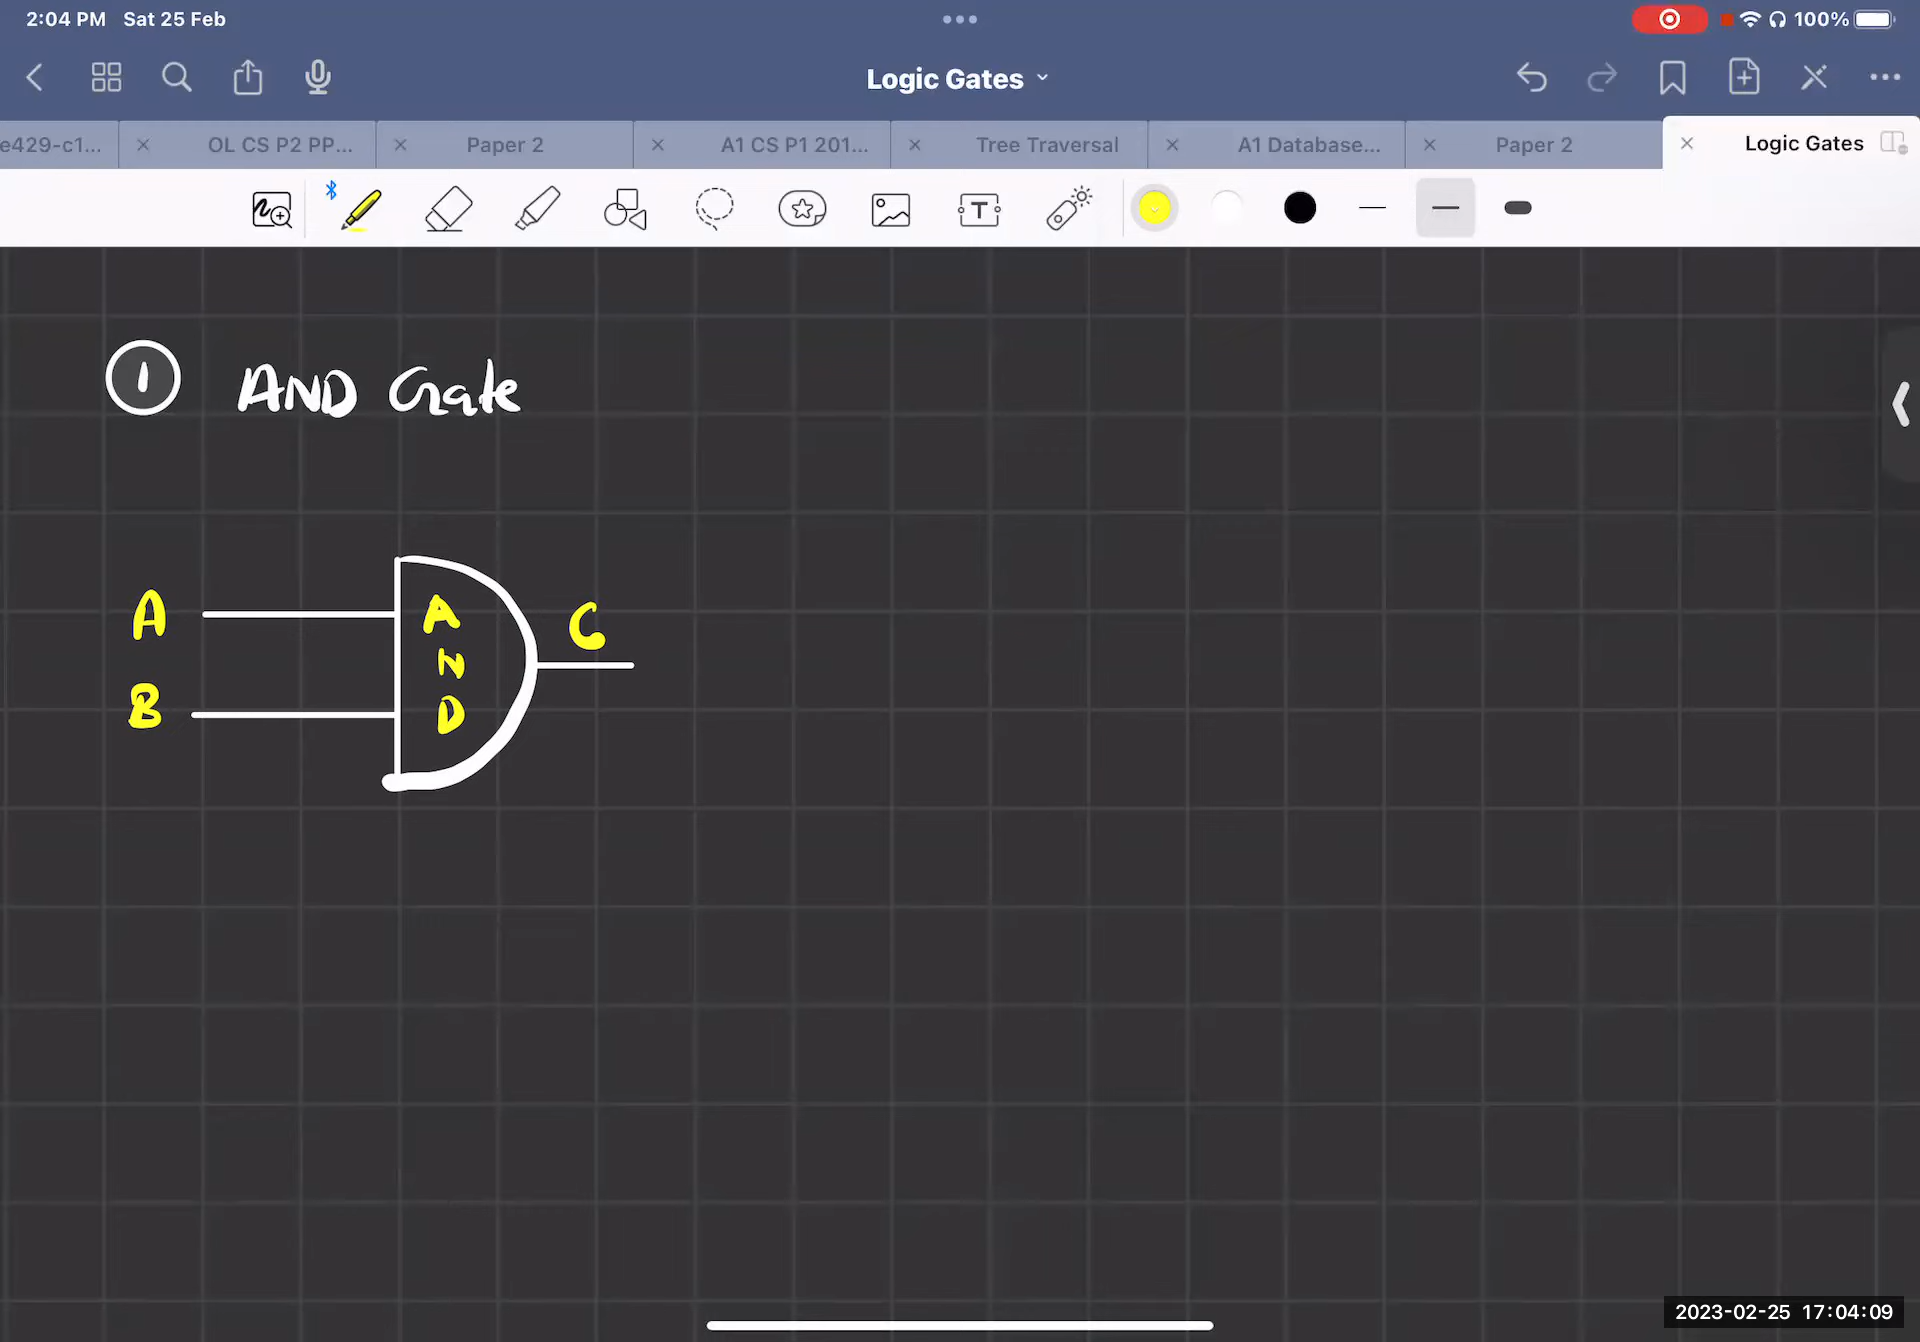 2:04 PM Sat 25 Feb
100%
Logic Gates
e429-c1... OL CS P2 PP... Paper 2 A1 CS P1 201... Tree Traversal A1 Database... Paper 2 Logic Gates
T
1 AND Gate
A
B
A
N
D
C
2023-02-25 17:04:09